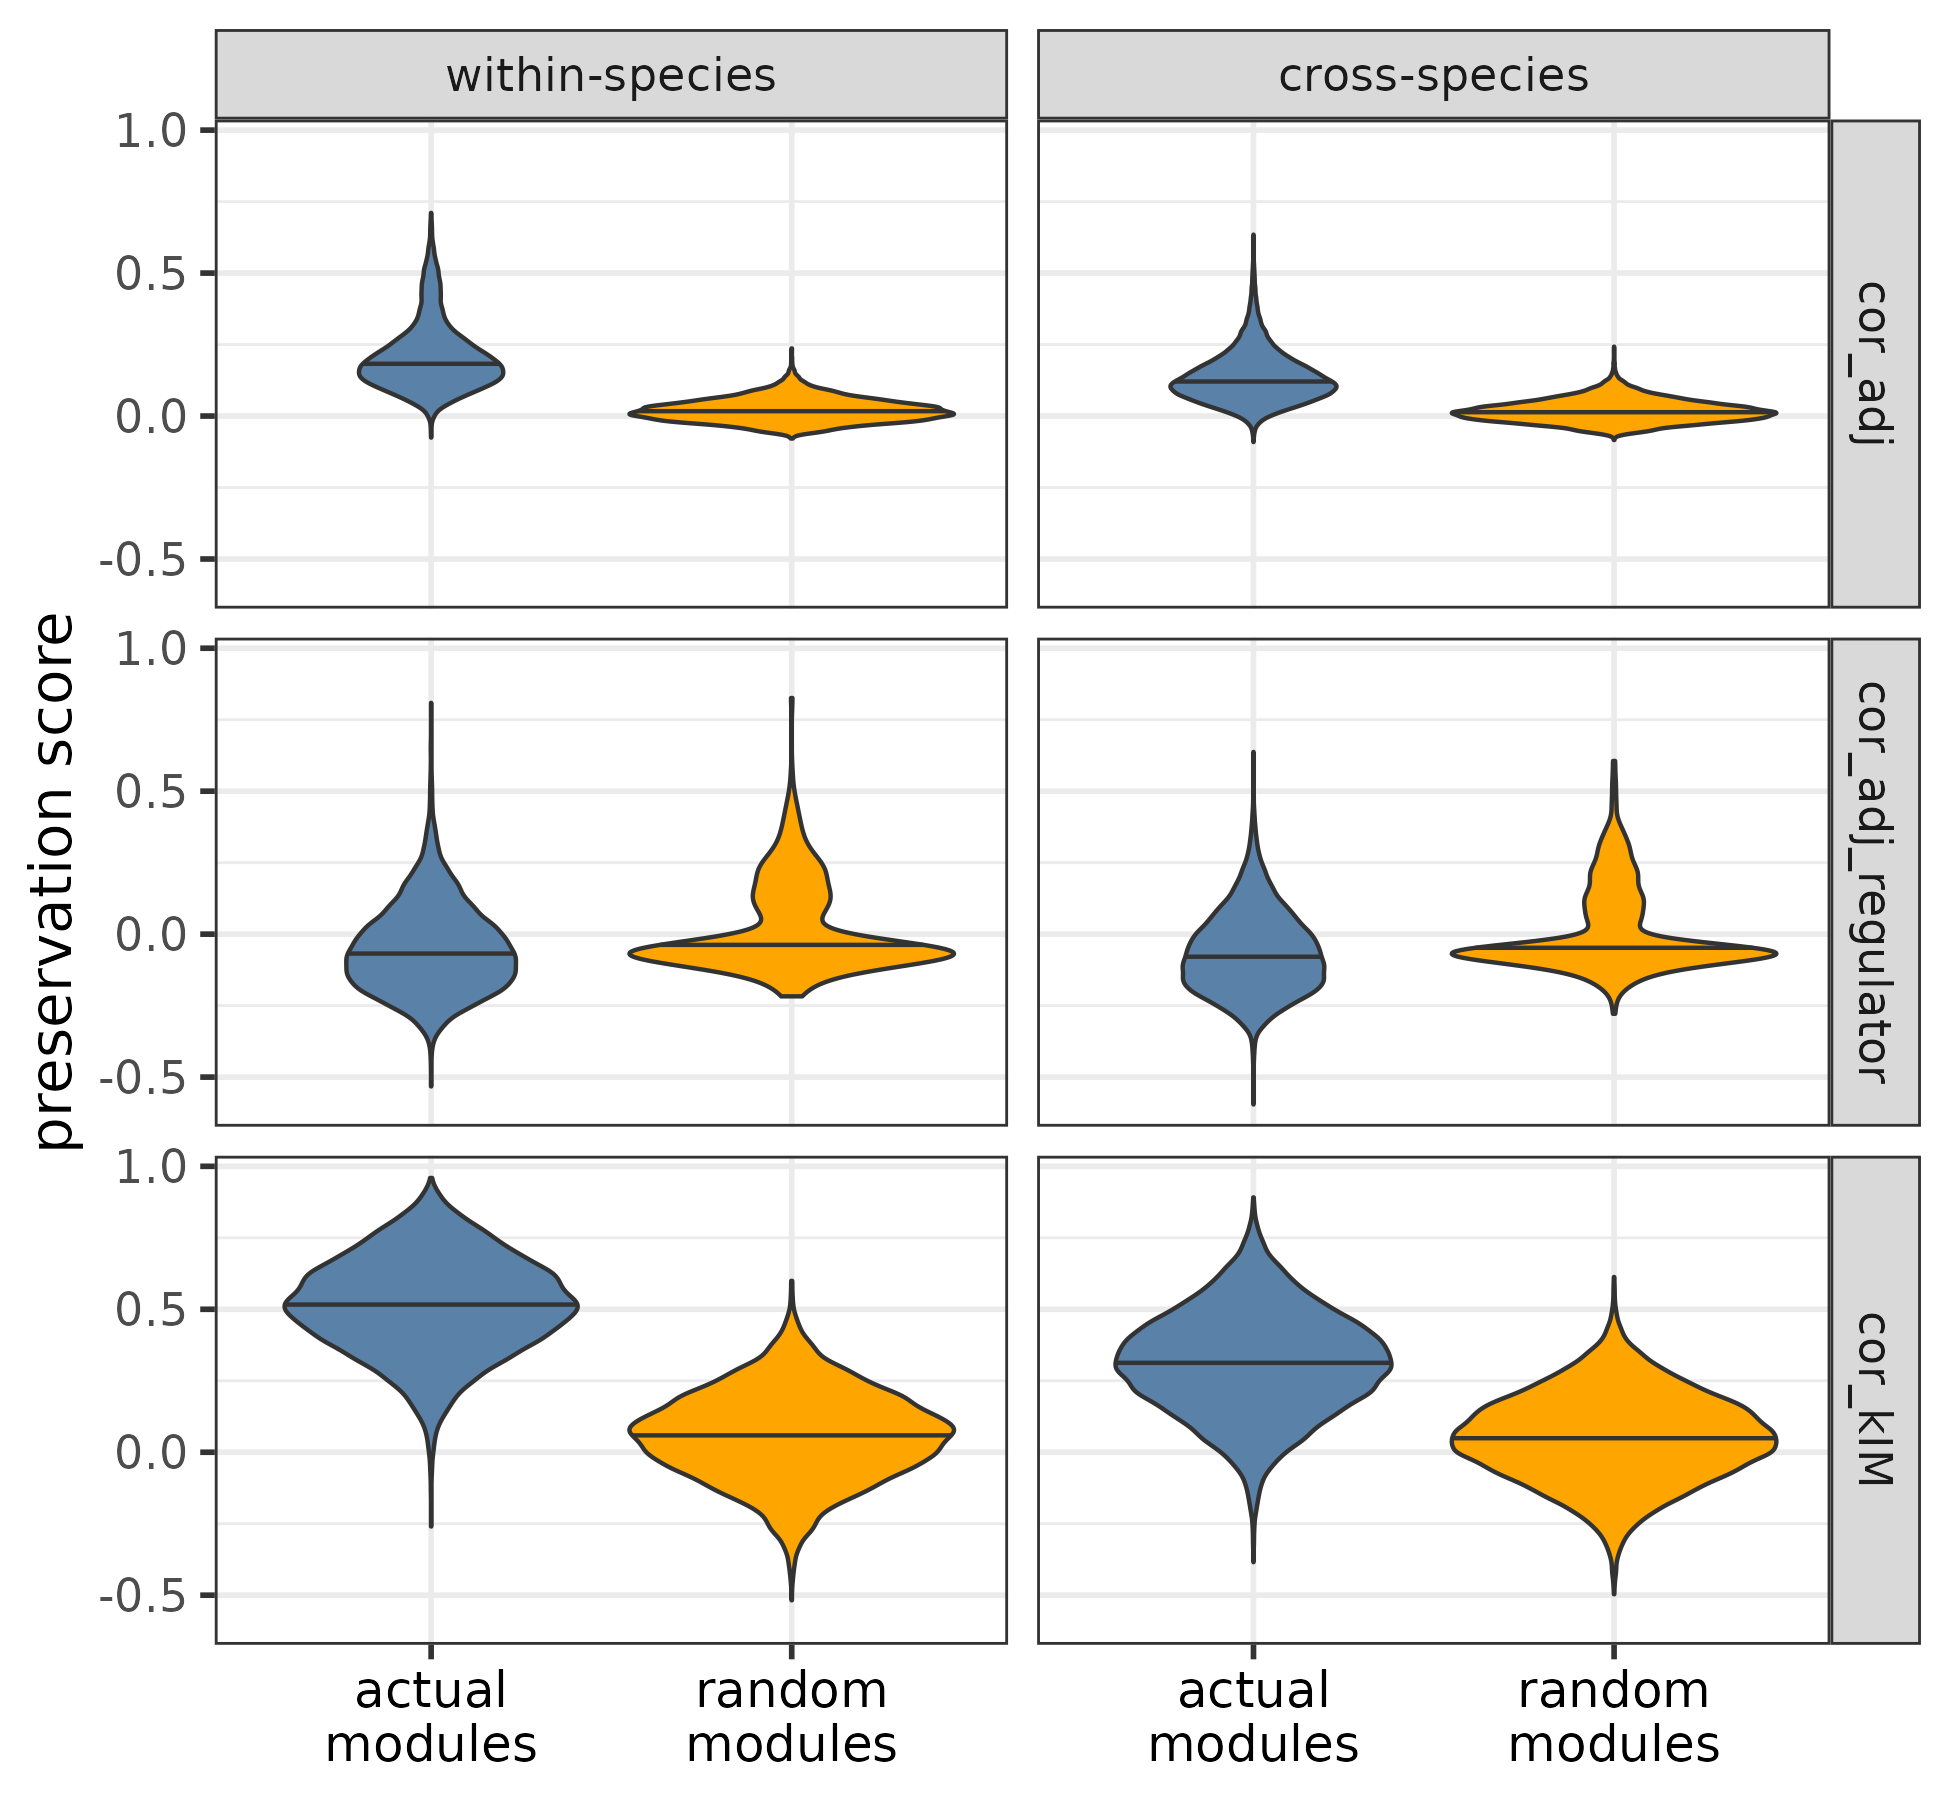 within-species
cross-species
preservation score
1.0
0.5
0.0
-0.5
cor_adj
1.0
0.5
0.0
-0.5
cor_adj_regulator
1.0
0.5
0.0
-0.5
cor_kIM
actual
modules
random
modules
actual
modules
random
modules